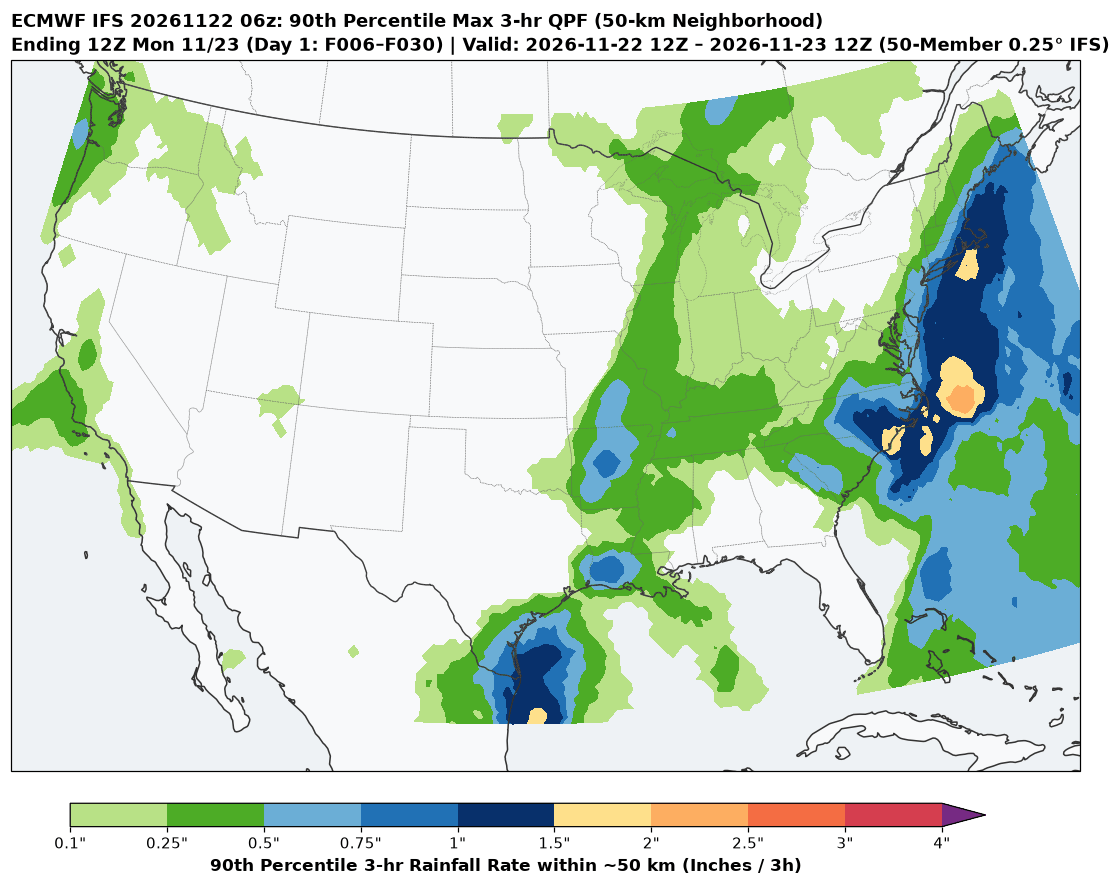 ECMWF IFS 20261122 06z: 90th Percentile Max 3-hr QPF (50-km Neighborhood)
Ending 12Z Mon 11/23 (Day 1: F006–F030) | Valid: 2026-11-22 12Z – 2026-11-23 12Z (50-Member 0.25° IFS)
0.1" 0.25" 0.5" 0.75" 1" 1.5" 2" 2.5" 3" 4"
90th Percentile 3-hr Rainfall Rate within ~50 km (Inches / 3h)